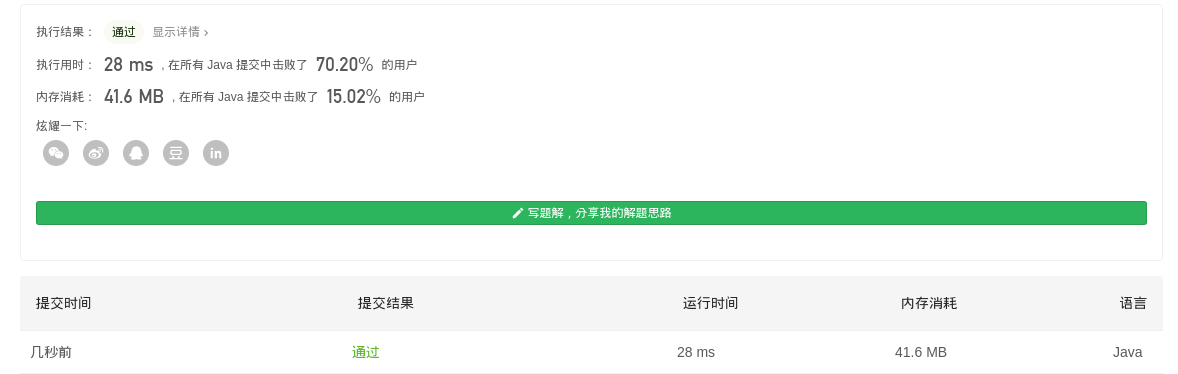 执行结果： 通过 显示详情 ›
执行用时： 28 ms , 在所有 Java 提交中击败了 70.20% 的用户
内存消耗： 41.6 MB , 在所有 Java 提交中击败了 15.02% 的用户
炫耀一下:
豆 in
写题解，分享我的解题思路
提交时间 提交结果 运行时间 内存消耗 语言
几秒前 通过 28 ms 41.6 MB Java